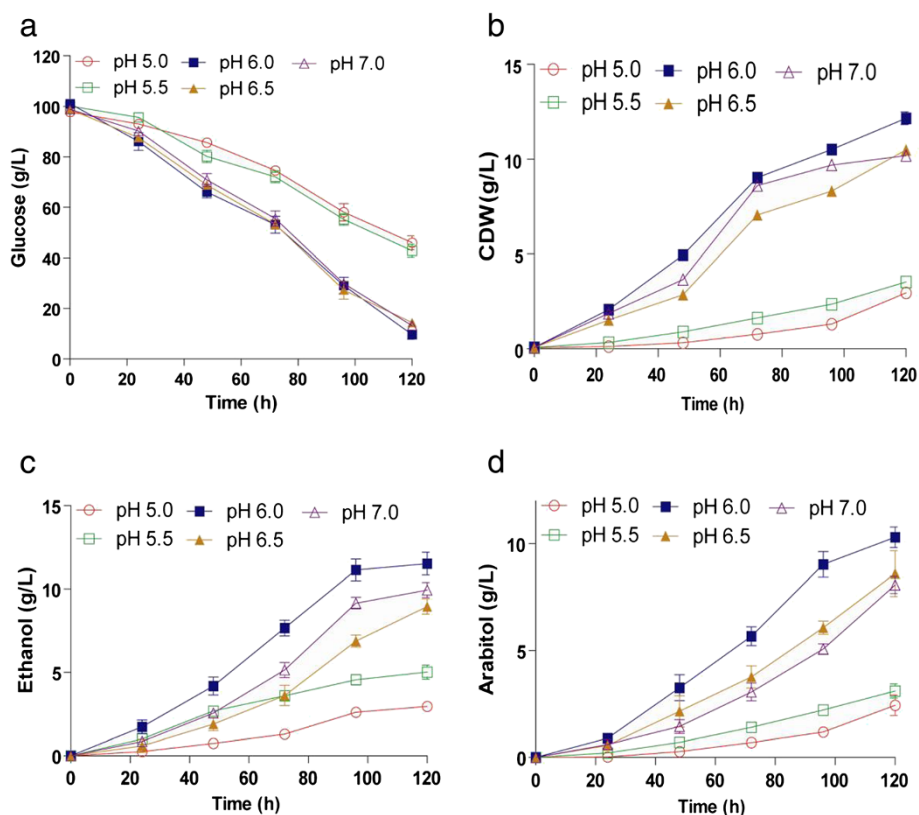 a
pH 5.0 pH 6.0 pH 7.0
pH 5.5 pH 6.5
120
100
80
60
40
20
0
Glucose (g/L)
0 20 40 60 80 100 120
Time (h)
b
pH 5.0 pH 6.0 pH 7.0
pH 5.5 pH 6.5
15
10
5
0
CDW(g/L)
0 20 40 60 80 100 120
Time (h)
c
pH 5.0 pH 6.0 pH 7.0
pH 5.5 pH 6.5
15
10
5
0
Ethanol (g/L)
0 20 40 60 80 100 120
Time (h)
d
pH 5.0 pH 6.0 pH 7.0
pH 5.5 pH 6.5
10
5
0
Arabitol (g/L)
0 20 40 60 80 100 120
Time (h)